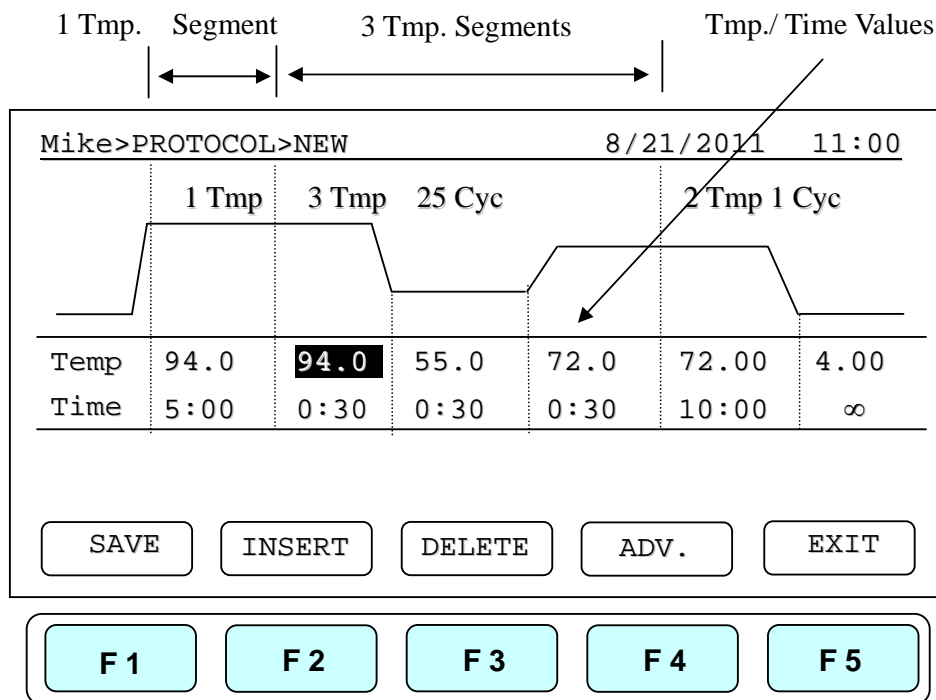 1 Tmp. Segment 3 Tmp. Segments Tmp./ Time Values
Mike>PROTOCOL>NEW 8/21/2011 11:00
1 Tmp 3 Tmp 25 Cyc 2 Tmp 1 Cyc
Temp 94.0 94.0 55.0 72.0 72.00 4.00
Time 5:00 0:30 0:30 0:30 10:00 ∞
SAVE INSERT DELETE ADV. EXIT
F 1 F 2 F 3 F 4 F 5